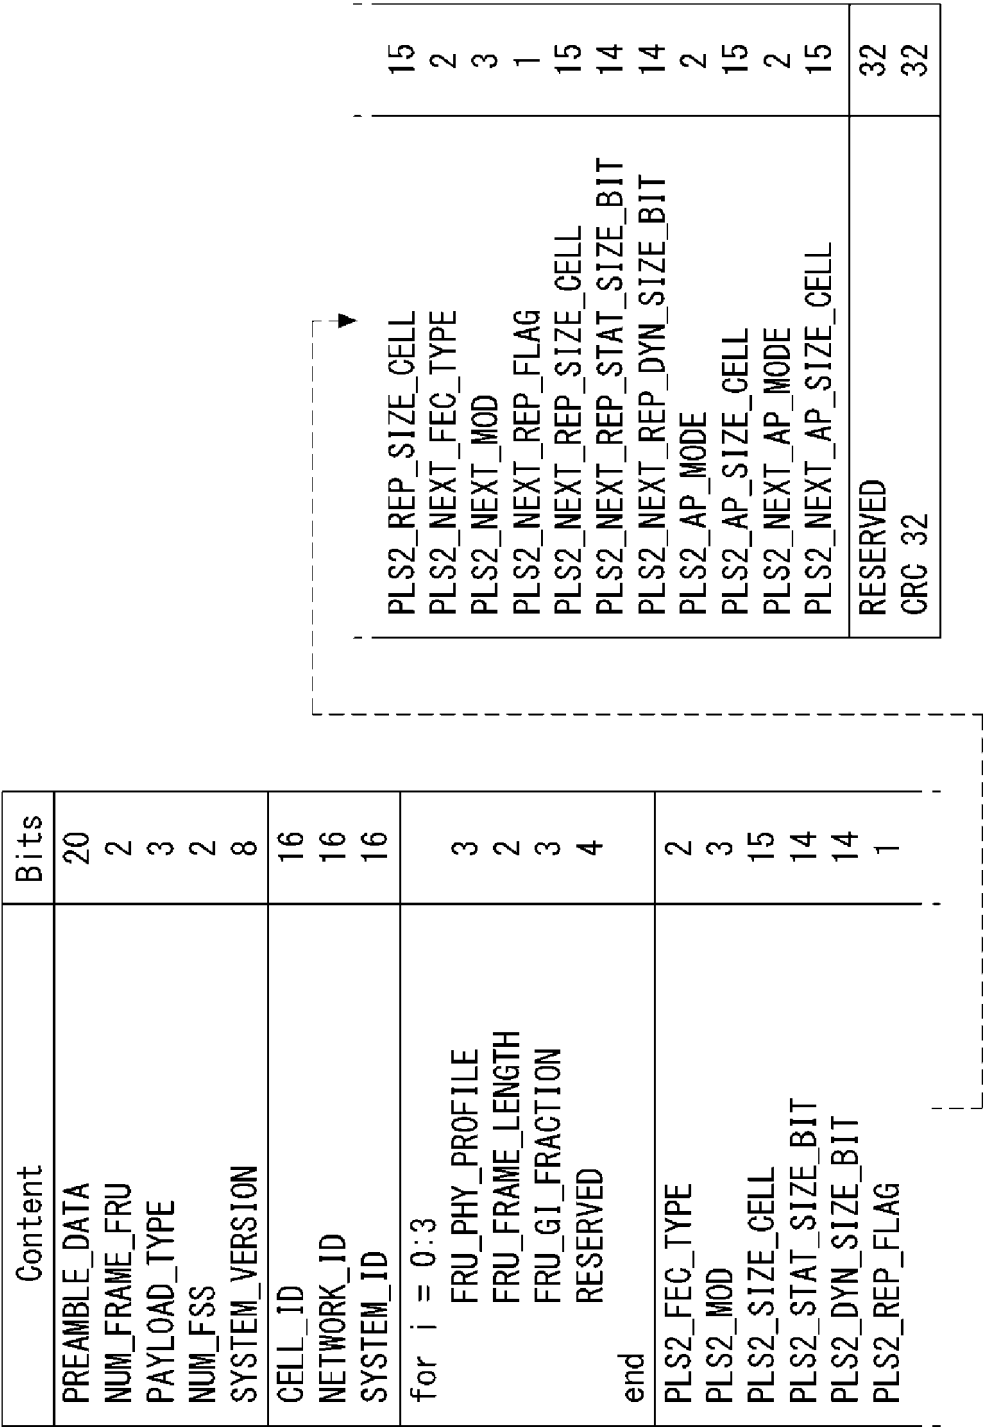 Content Bits
PREAMBLE_DATA 20
NUM_FRAME_FRU 2
PAYLOAD_TYPE 3
NUM_FSS 2
SYSTEM_VERSION 8
CELL_ID 16
NETWORK_ID 16
SYSTEM_ID 16
for i = 0:3
FRU_PHY_PROFILE 3
FRU_FRAME_LENGTH 2
FRU_GI_FRACTION 3
RESERVED 4
end
PLS2_FEC_TYPE 2
PLS2_MOD 3
PLS2_SIZE_CELL 15
PLS2_STAT_SIZE_BIT 14
PLS2_DYN_SIZE_BIT 14
PLS2_REP_FLAG 1
PLS2_REP_SIZE_CELL 15
PLS2_NEXT_FEC_TYPE 2
PLS2_NEXT_MOD 3
PLS2_NEXT_REP_FLAG 1
PLS2_NEXT_REP_SIZE_CELL 15
PLS2_NEXT_REP_STAT_SIZE_BIT 14
PLS2_NEXT_REP_DYN_SIZE_BIT 14
PLS2_AP_MODE 2
PLS2_AP_SIZE_CELL 15
PLS2_NEXT_AP_MODE 2
PLS2_NEXT_AP_SIZE_CELL 15
RESERVED 32
CRC 32 32